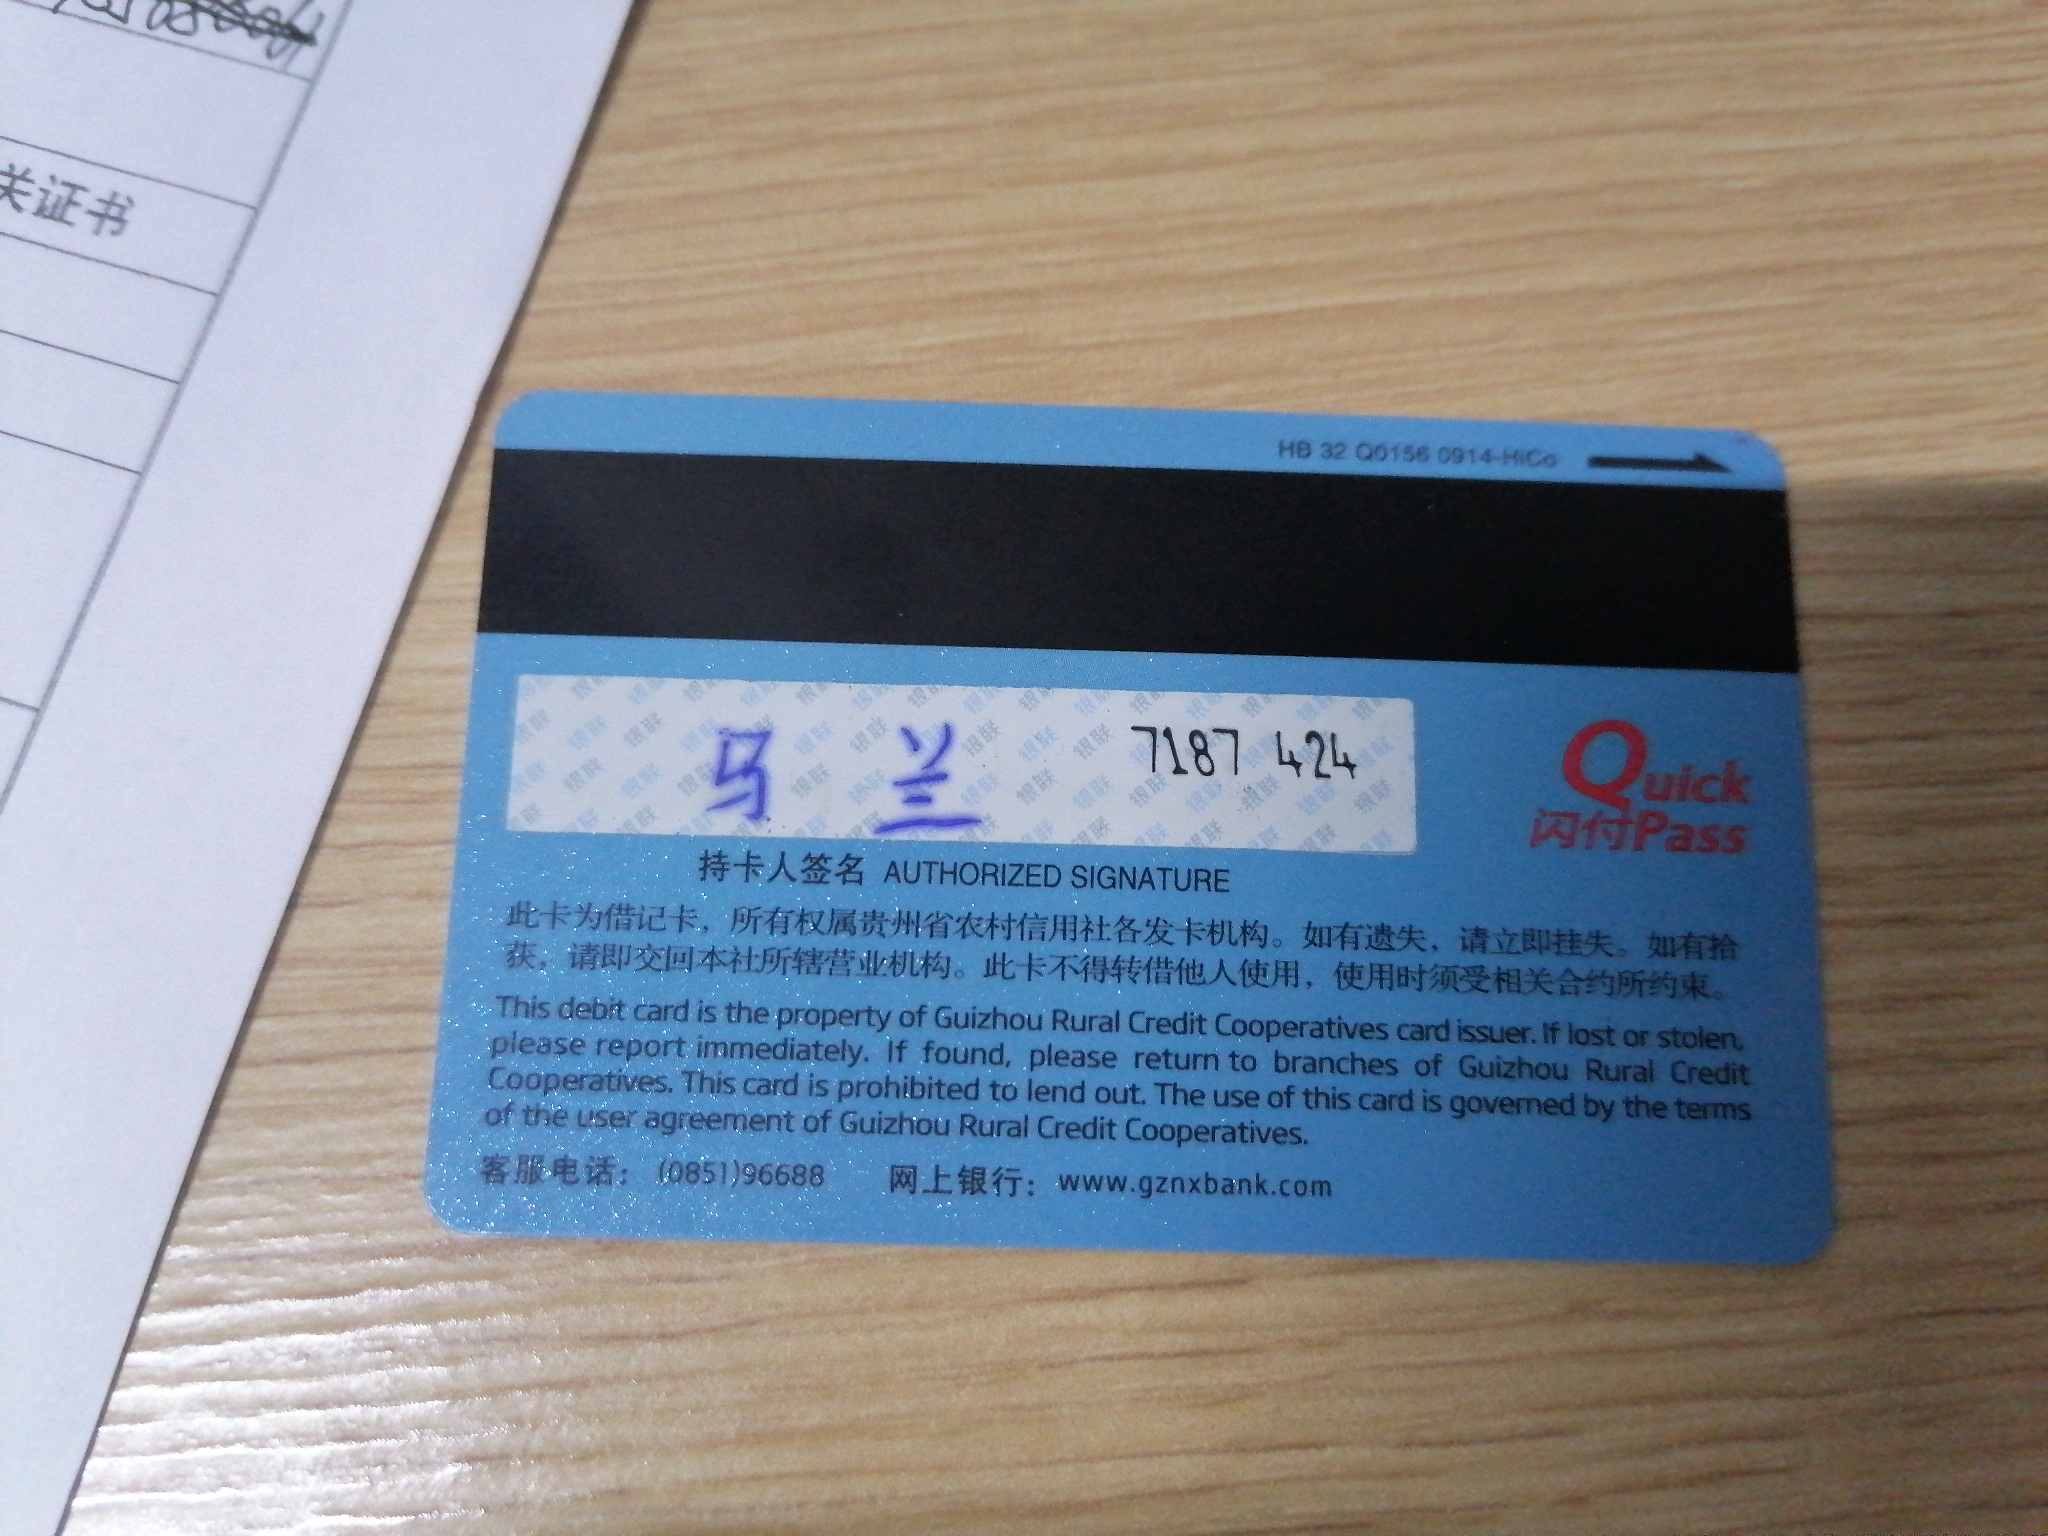 关证书
HB 32 Q0156 0914-HiCo
马 兰 7187 424
Quick
闪付Pass
持卡人签名 AUTHORIZED SIGNATURE
此卡为借记卡，所有权属贵州省农村信用社各发卡机构。如有遗失，请立即挂失。如有拾
获，请即交回本社所辖营业机构。此卡不得转借他人使用，使用时须受相关合约所约束。
This debit card is the property of Guizhou Rural Credit Cooperatives card issuer. If lost or stolen,
please report immediately. If found, please return to branches of Guizhou Rural Credit
Cooperatives. This card is prohibited to lend out. The use of this card is governed by the terms
of the user agreement of Guizhou Rural Credit Cooperatives.
客服电话：(0851)96688 网上银行：www.gznxbank.com